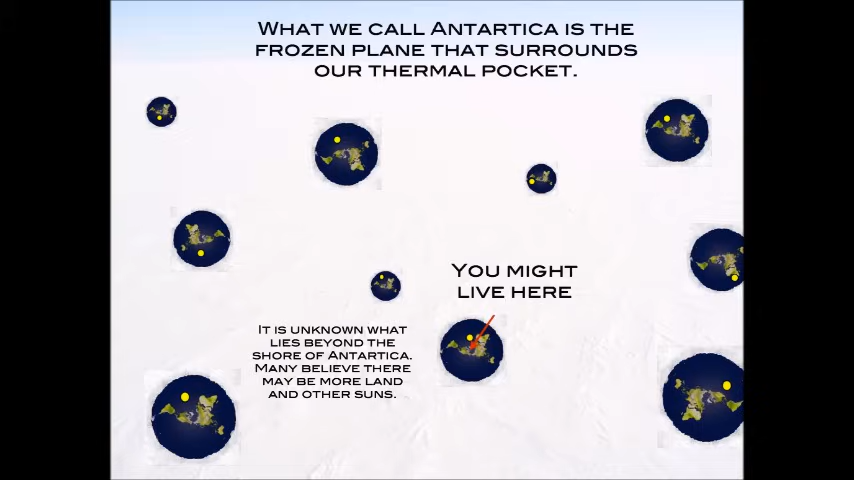 What we call Antartica is the
frozen plane that surrounds
our thermal pocket.
You might
live here
It is unknown what
lies beyond the
shore of Antartica.
Many believe there
may be more land
and other suns.